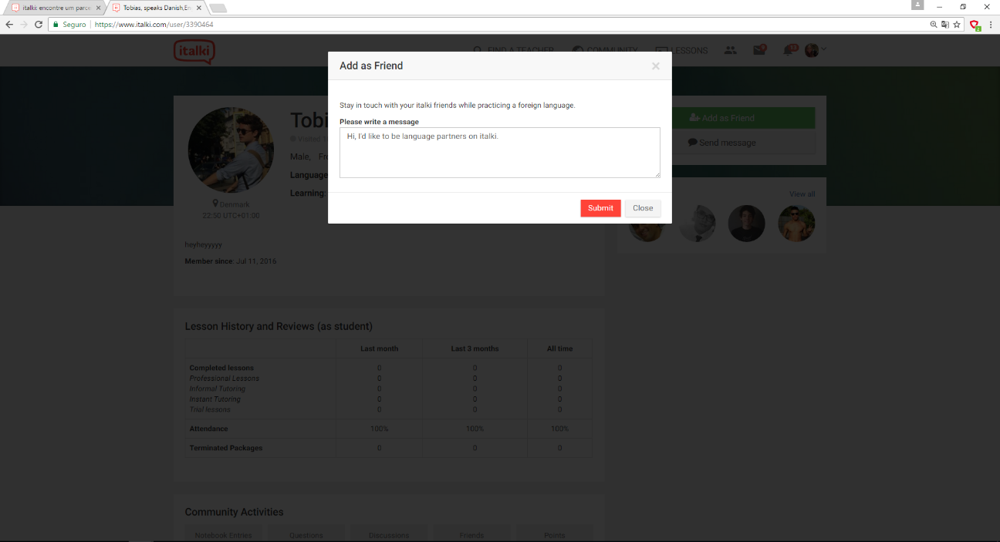 italki: encontre um parce
Tobias, speaks Danish,En
Seguro
https://www.italki.com/user/3390464
2
italki
FIND A TEACHER
COMMUNITY
LESSONS
13
Add as Friend
Stay in touch with your italki friends while practicing a foreign language.
Please write a message
Hi, I'd like to be language partners on italki.
Submit
Close
Tobi
Visited
Male, Fr
Language
Learning:
Denmark
22:50 UTC+01:00
heyheyyyyy
Member since: Jul 11, 2016
Add as Friend
Send message
View all
Lesson History and Reviews (as student)
Last month Last 3 months All time
Completed lessons 0 0 0
Professional Lessons 0 0 0
Informal Tutoring 0 0 0
Instant Tutoring 0 0 0
Trial lessons 0 0 0
Attendance 100% 100% 100%
Terminated Packages 0 0 0
Community Activities
Notebook Entries Questions Discussions Friends Points